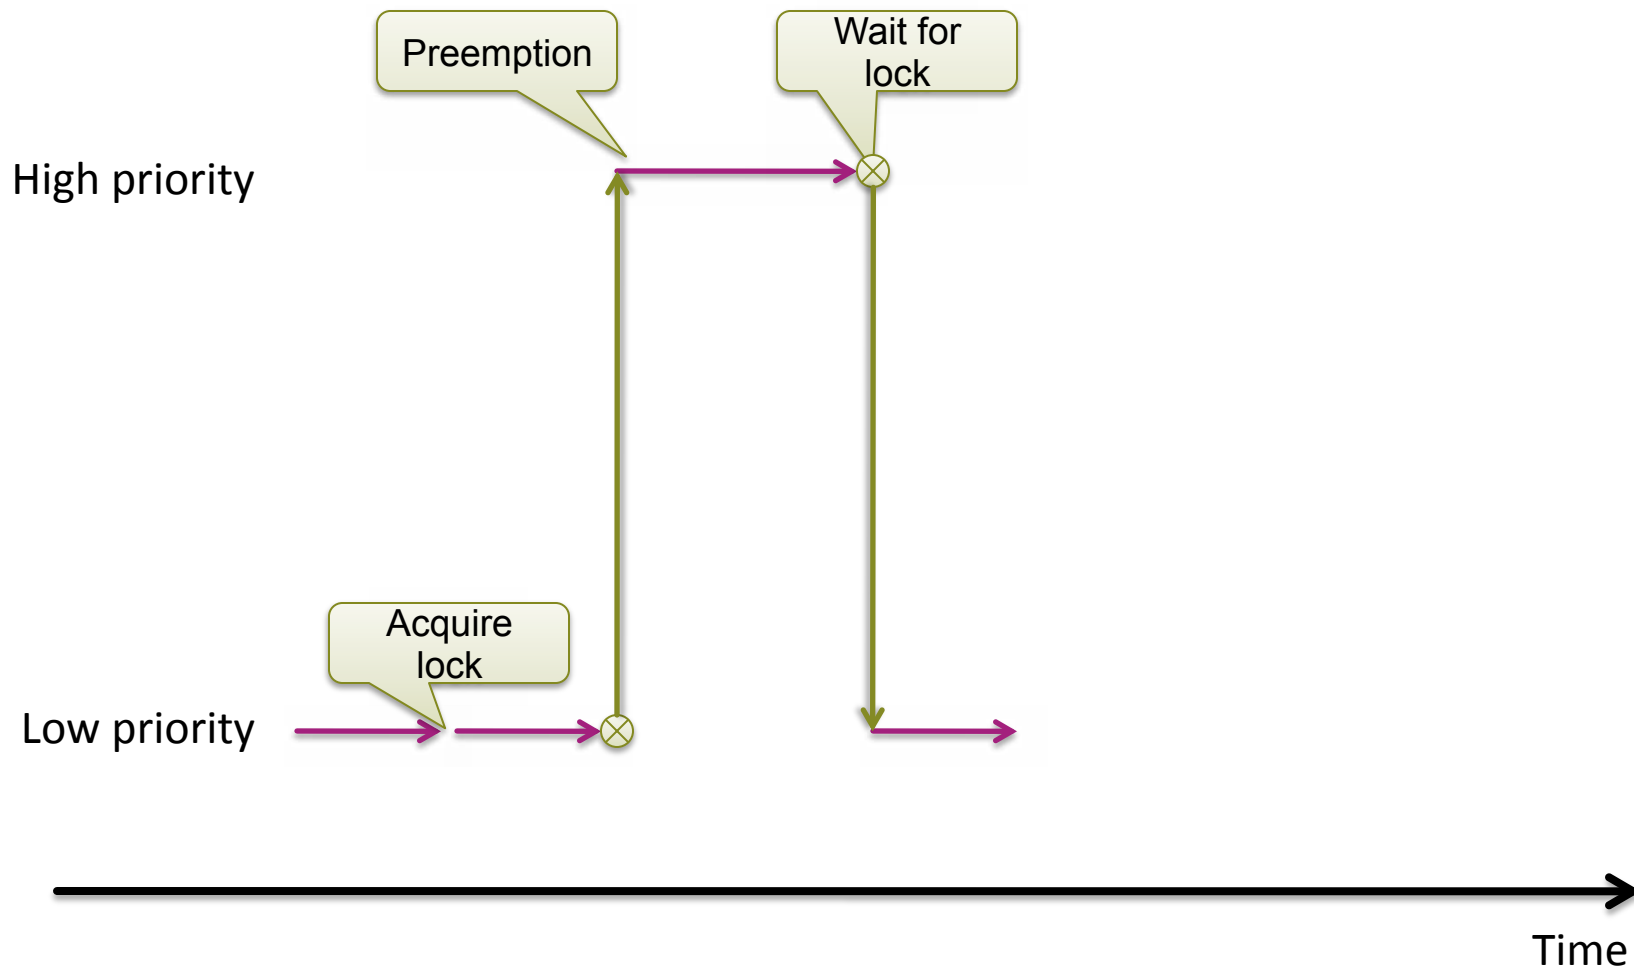 Preemption
Wait for
lock
High priority
Acquire
lock
Low priority
Time